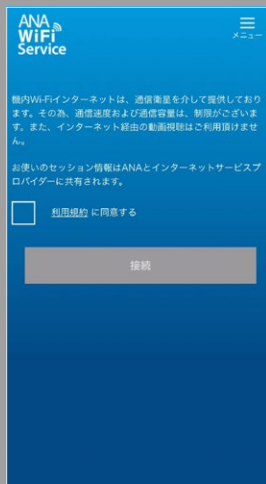 ANA
WiFi
Service
メニュー
機内Wi-Fiインターネットは、通信衛星を介して提供しており
ます。その為、通信速度および通信容量は、制限がございま
す。また、インターネット経由の動画視聴はご利用頂けませ
ん。
お使いのセッション情報はANAとインターネットサービスプ
ロバイダーに共有されます。
利用規約 に同意する
接続